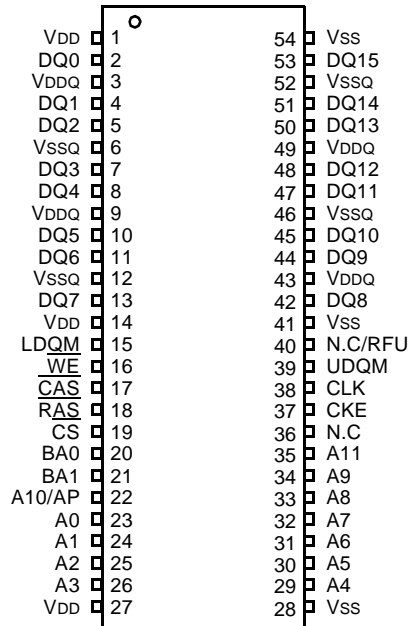 VDD 1 54 VSS
DQ0 2 53 DQ15
VDDQ 3 52 VSSQ
DQ1 4 51 DQ14
DQ2 5 50 DQ13
VSSQ 6 49 VDDQ
DQ3 7 48 DQ12
DQ4 8 47 DQ11
VDDQ 9 46 VSSQ
DQ5 10 45 DQ10
DQ6 11 44 DQ9
VSSQ 12 43 VDDQ
DQ7 13 42 DQ8
VDD 14 41 VSS
LDQM 15 40 N.C/RFU
WE 16 39 UDQM
CAS 17 38 CLK
RAS 18 37 CKE
CS 19 36 N.C
BA0 20 35 A11
BA1 21 34 A9
A10/AP 22 33 A8
A0 23 32 A7
A1 24 31 A6
A2 25 30 A5
A3 26 29 A4
VDD 27 28 VSS